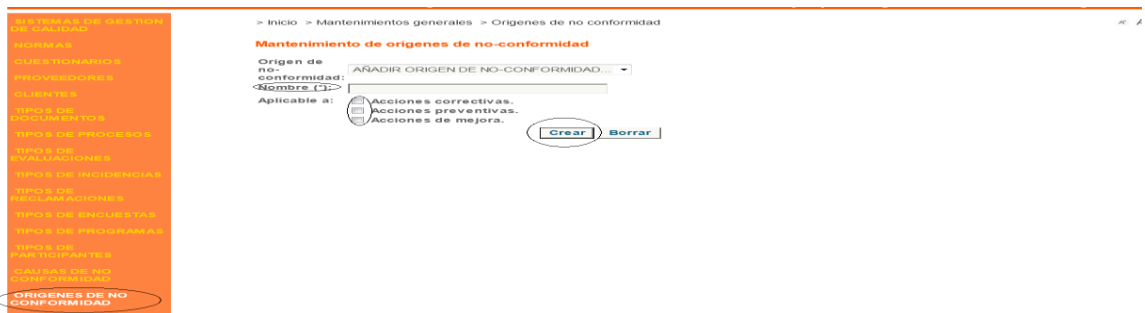 > Inicio > Mantenimientos generales > Origenes de no conformidad
SISTEMAS DE GESTION
DE CALIDAD
NORMAS
CUESTIONARIOS
PROVEEDORES
CLIENTES
TIPOS DE
DOCUMENTOS
TIPOS DE PROCESOS
TIPOS DE
EVALUACIONES
TIPOS DE INCIDENCIAS
TIPOS DE
RECLAMACIONES
TIPOS DE ENCUESTAS
TIPOS DE PROGRAMAS
TIPOS DE
PARTICIPANTES
CAUSAS DE NO
CONFORMIDAD
ORIGENES DE NO
CONFORMIDAD
Mantenimiento de origenes de no-conformidad
Origen de
no-
conformidad:
AÑADIR ORIGEN DE NO-CONFORMIDAD...
Nombre (*):
Aplicable a:
Acciones correctivas.
Acciones preventivas.
Acciones de mejora.
Crear Borrar